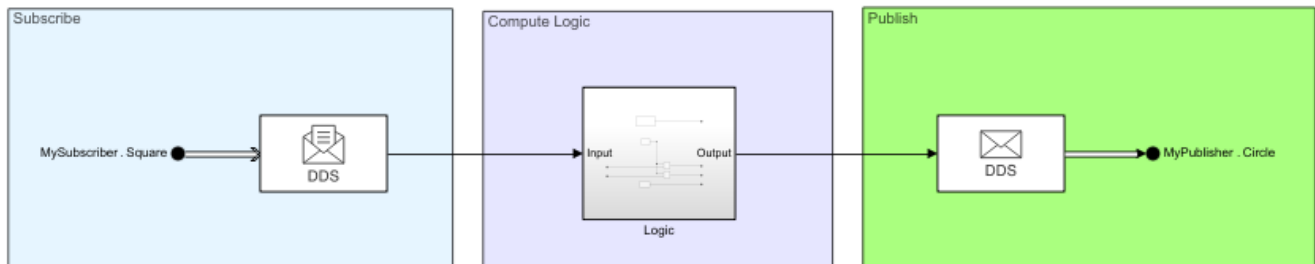 Subscribe
MySubscriber . Square
DDS
Compute Logic
Input
Output
Logic
Publish
DDS
MyPublisher . Circle